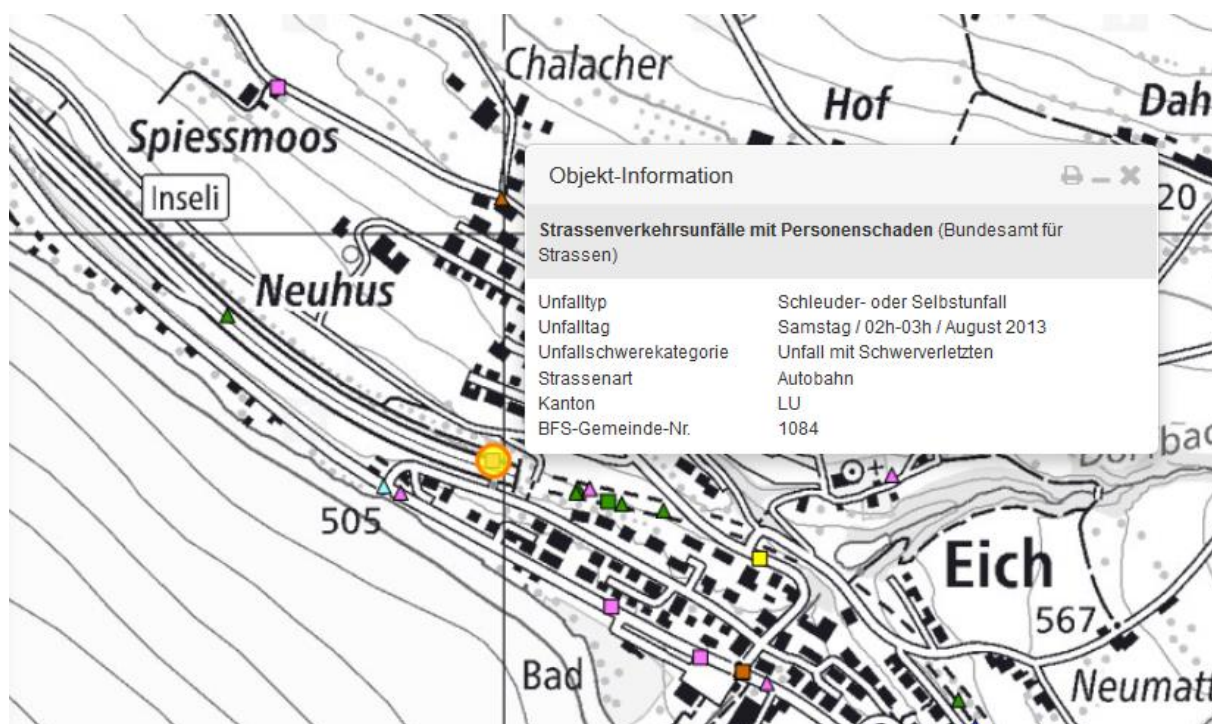 Chalacher
Hof
Dah
Spiessmoos
Inseli
20
Neuhus
Objekt-Information
Strassenverkehrsunfälle mit Personenschaden (Bundesamt für
Strassen)
Unfalltyp Schleuder- oder Selbstunfall
Unfalltag Samstag / 02h-03h / August 2013
Unfallschwerekategorie Unfall mit Schwerverletzten
Strassenart Autobahn
Kanton LU
BFS-Gemeinde-Nr. 1084
505
Eich
567
Bad
Neumatt